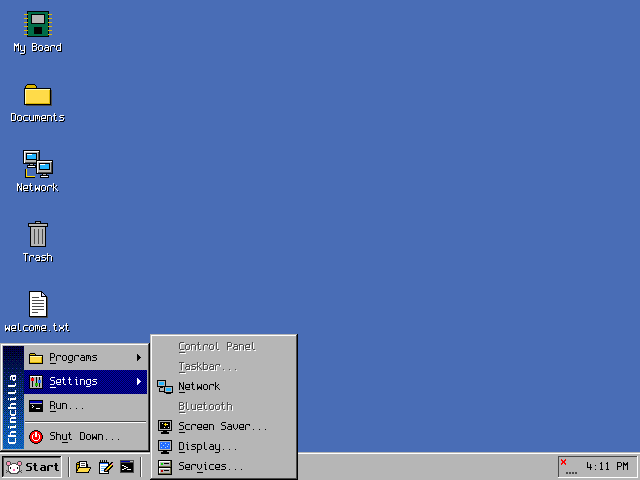 My Board
Documents
Network
Trash
welcome.txt
Chinchilla
Programs
Settings
Run...
Shut Down...
Control Panel
Taskbar...
Network
Bluetooth
Screen Saver...
Display...
Services...
Start
4:11 PM